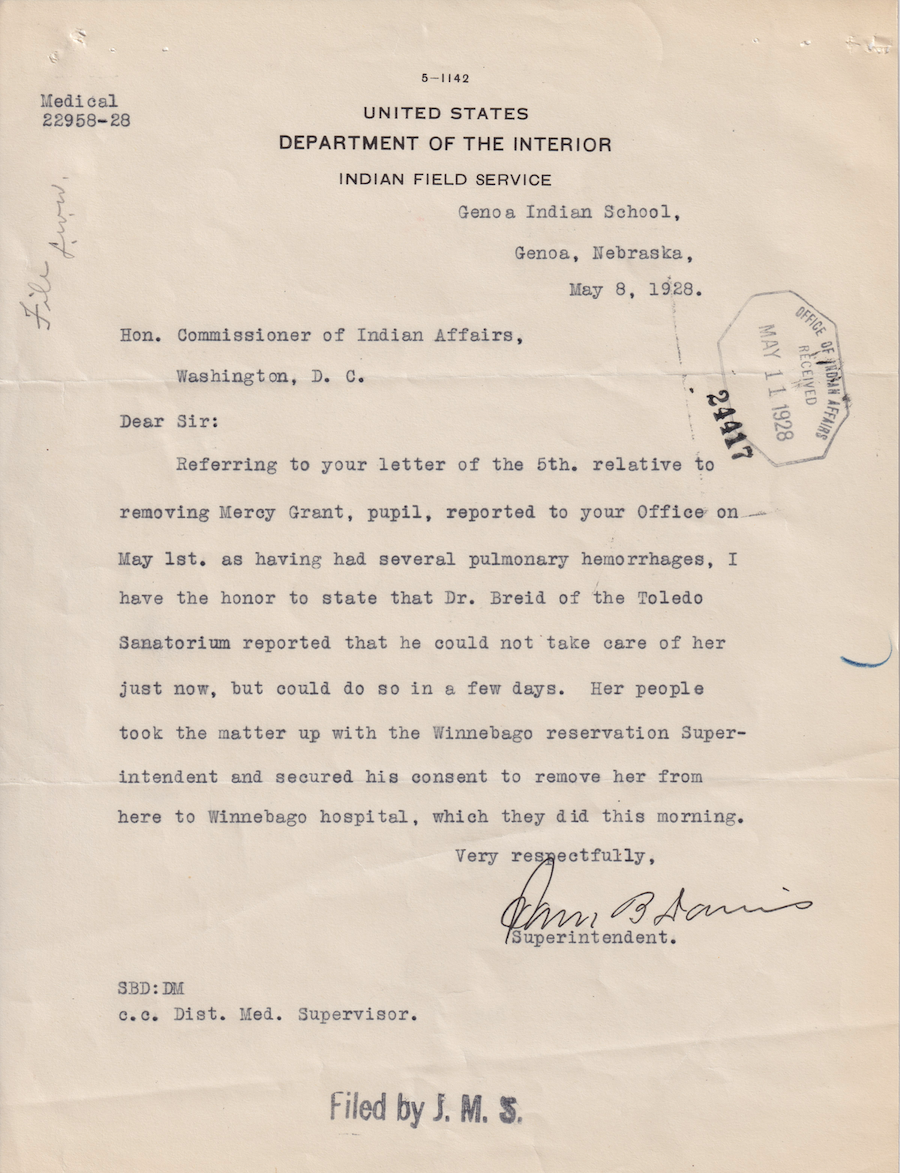 5-1142
Medical
22958-28
UNITED STATES
DEPARTMENT OF THE INTERIOR
INDIAN FIELD SERVICE
File
Genoa Indian School,
Genoa, Nebraska,
May 8, 1928.
OFFICE OF INDIAN AFFAIRS
RECEIVED
MAY 11 1928
24417
Hon. Commissioner of Indian Affairs,
Washington, D. C.
Dear Sir:
Referring to your letter of the 5th. relative to
removing Mercy Grant, pupil, reported to your Office on
May 1st. as having had several pulmonary hemorrhages, I
have the honor to state that Dr. Breid of the Toledo
Sanatorium reported that he could not take care of her
just now, but could do so in a few days. Her people
took the matter up with the Winnebago reservation Super-
intendent and secured his consent to remove her from
here to Winnebago hospital, which they did this morning.
Very respectfully,
Sam B Davis
Superintendent.
SBD:DM
c.c. Dist. Med. Supervisor.
Filed by J. M. S.